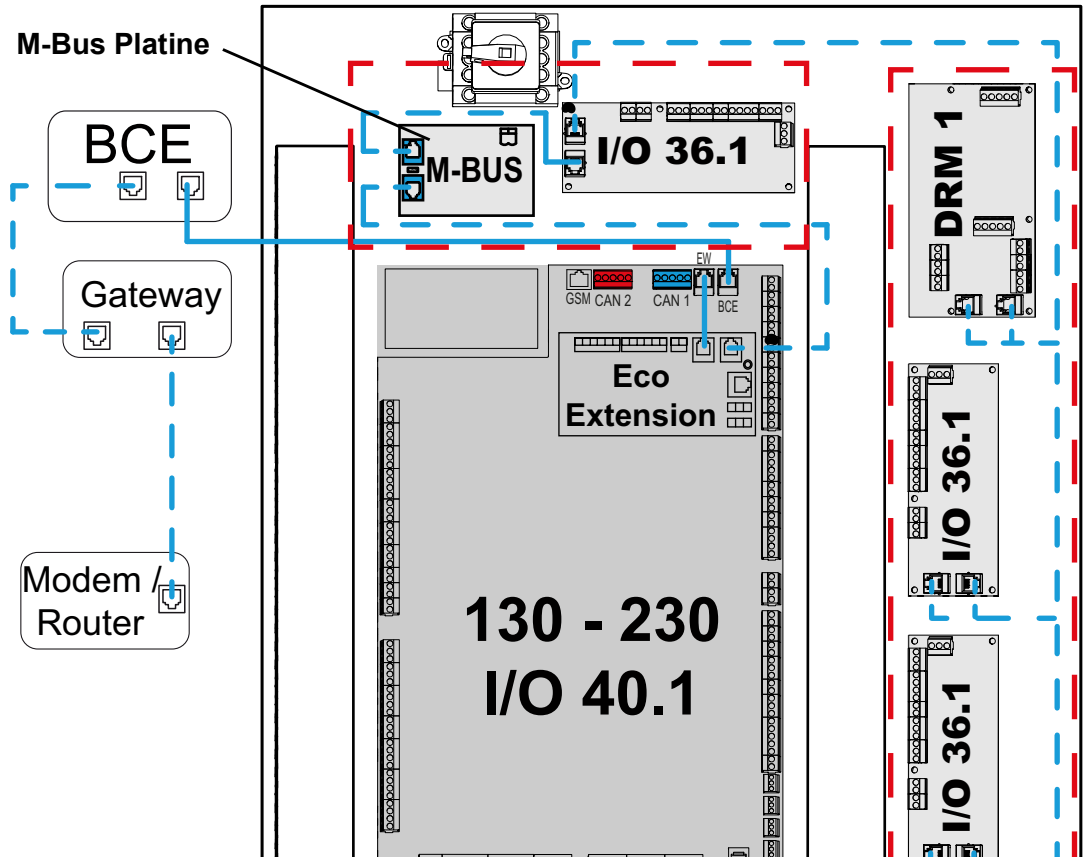 M-Bus Platine
BCE
Gateway
Modem /
Router
M-BUS
I/O 36.1
DRM 1
EW
GSM
CAN 2
CAN 1
BCE
Eco
Extension
130 - 230
I/O 40.1
I/O 36.1
I/O 36.1